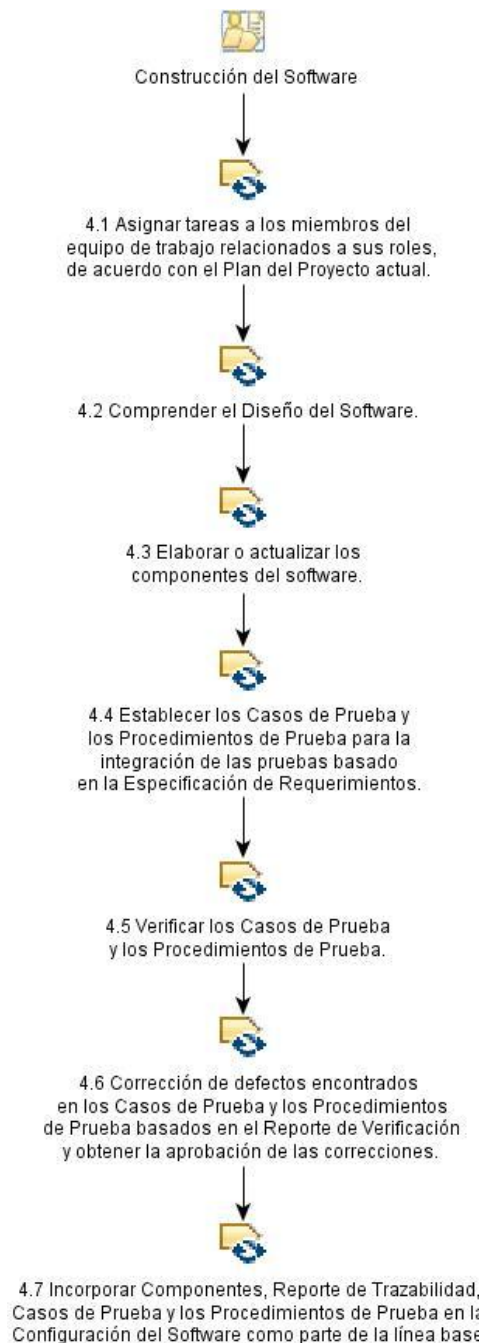 Construcción del Software
4.1 Asignar tareas a los miembros del
equipo de trabajo relacionados a sus roles,
de acuerdo con el Plan del Proyecto actual.
4.2 Comprender el Diseño del Software.
4.3 Elaborar o actualizar los
componentes del software.
4.4 Establecer los Casos de Prueba y
los Procedimientos de Prueba para la
integración de las pruebas basado
en la Especificación de Requerimientos.
4.5 Verificar los Casos de Prueba
y los Procedimientos de Prueba.
4.6 Corrección de defectos encontrados
en los Casos de Prueba y los Procedimientos
de Prueba basados en el Reporte de Verificación
y obtener la aprobación de las correcciones.
4.7 Incorporar Componentes, Reporte de Trazabilidad,
Casos de Prueba y los Procedimientos de Prueba en la
Configuración del Software como parte de la línea base